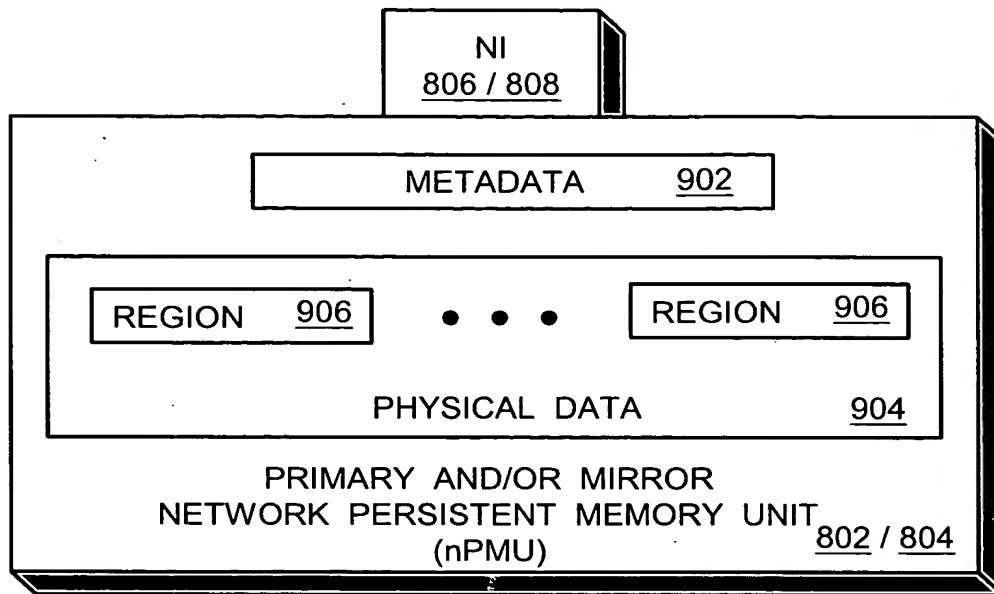 NI
806 / 808
METADATA 902
REGION 906 • • • REGION 906
PHYSICAL DATA 904
PRIMARY AND/OR MIRROR
NETWORK PERSISTENT MEMORY UNIT
(nPMU) 802 / 804